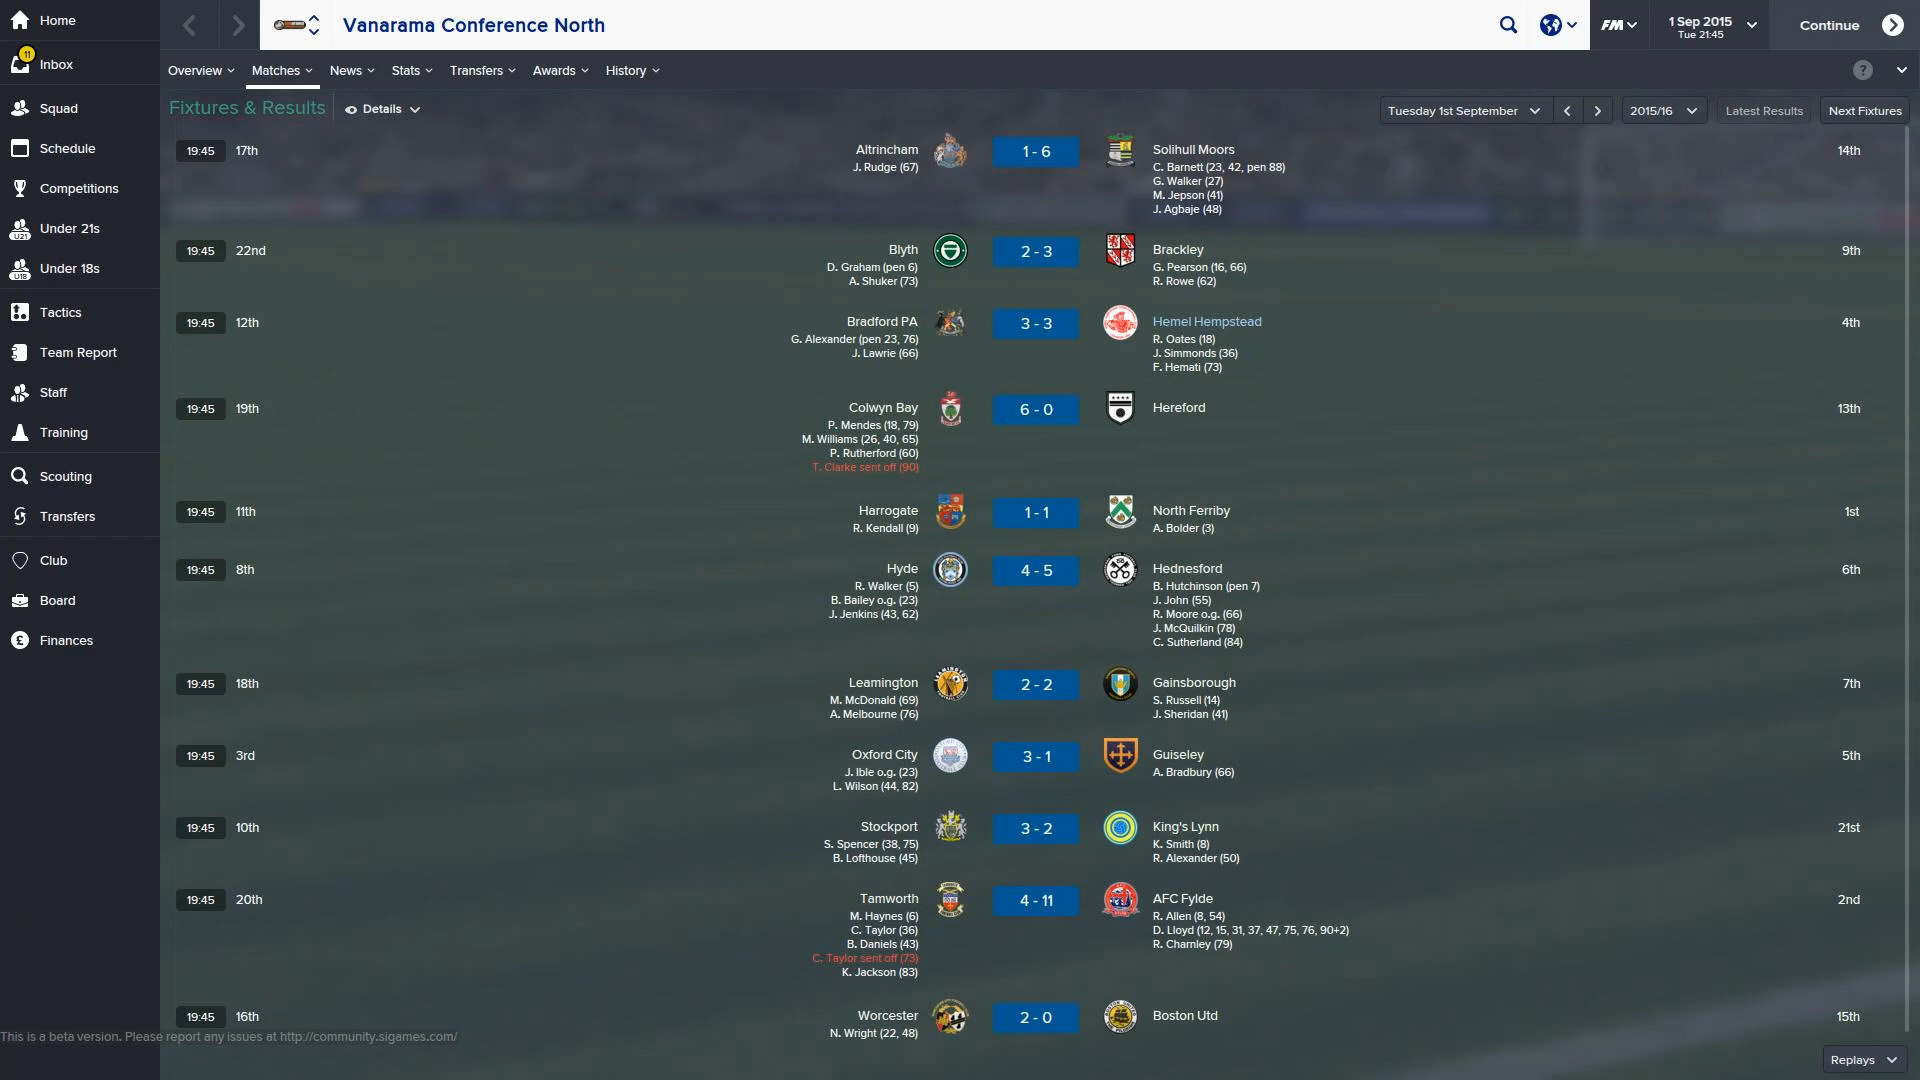 Home
Inbox
11
Squad
Schedule
Competitions
Under 21s
U21
Under 18s
U18
Tactics
Team Report
Staff
Training
Scouting
Transfers
Club
Board
Finances
Vanarama Conference North
FM
1 Sep 2015
Tue 21:45
Continue
Overview Matches News Stats Transfers Awards History
?
Fixtures & Results Details
Tuesday 1st September 2015/16 Latest Results Next Fixtures
19:45 17th Altrincham 1 - 6 Solihull Moors 14th
J. Rudge (67) C. Barnett (23, 42, pen 88)
G. Walker (27)
M. Jepson (41)
J. Agbaje (48)
19:45 22nd Blyth 2 - 3 Brackley 9th
D. Graham (pen 6) G. Pearson (16, 66)
A. Shuker (73) R. Rowe (62)
19:45 12th Bradford PA 3 - 3 Hemel Hempstead 4th
G. Alexander (pen 23, 76) R. Oates (18)
J. Lawrie (66) J. Simmonds (36)
F. Hemati (73)
19:45 19th Colwyn Bay 6 - 0 Hereford 13th
P. Mendes (18, 79)
M. Williams (26, 40, 65)
P. Rutherford (60)
T. Clarke sent off (90)
19:45 11th Harrogate 1 - 1 North Ferriby 1st
R. Kendall (9) A. Bolder (3)
19:45 8th Hyde 4 - 5 Hednesford 6th
R. Walker (5) B. Hutchinson (pen 7)
B. Bailey o.g. (23) J. John (55)
J. Jenkins (43, 62) R. Moore o.g. (66)
J. McQuilkin (78)
C. Sutherland (84)
19:45 18th Leamington 2 - 2 Gainsborough 7th
M. McDonald (69) S. Russell (14)
A. Melbourne (76) J. Sheridan (41)
19:45 3rd Oxford City 3 - 1 Guiseley 5th
J. Ible o.g. (23) A. Bradbury (66)
L. Wilson (44, 82)
19:45 10th Stockport 3 - 2 King's Lynn 21st
S. Spencer (38, 75) K. Smith (8)
B. Lofthouse (45) R. Alexander (50)
19:45 20th Tamworth 4 - 11 AFC Fylde 2nd
M. Haynes (6) R. Allen (8, 54)
C. Taylor (36) D. Lloyd (12, 15, 31, 37, 47, 75, 76, 90+2)
B. Daniels (43) R. Charnley (79)
C. Taylor sent off (73)
K. Jackson (83)
19:45 16th Worcester 2 - 0 Boston Utd 15th
N. Wright (22, 48)
This is a beta version. Please report any issues at http://community.sigames.com/
Replays